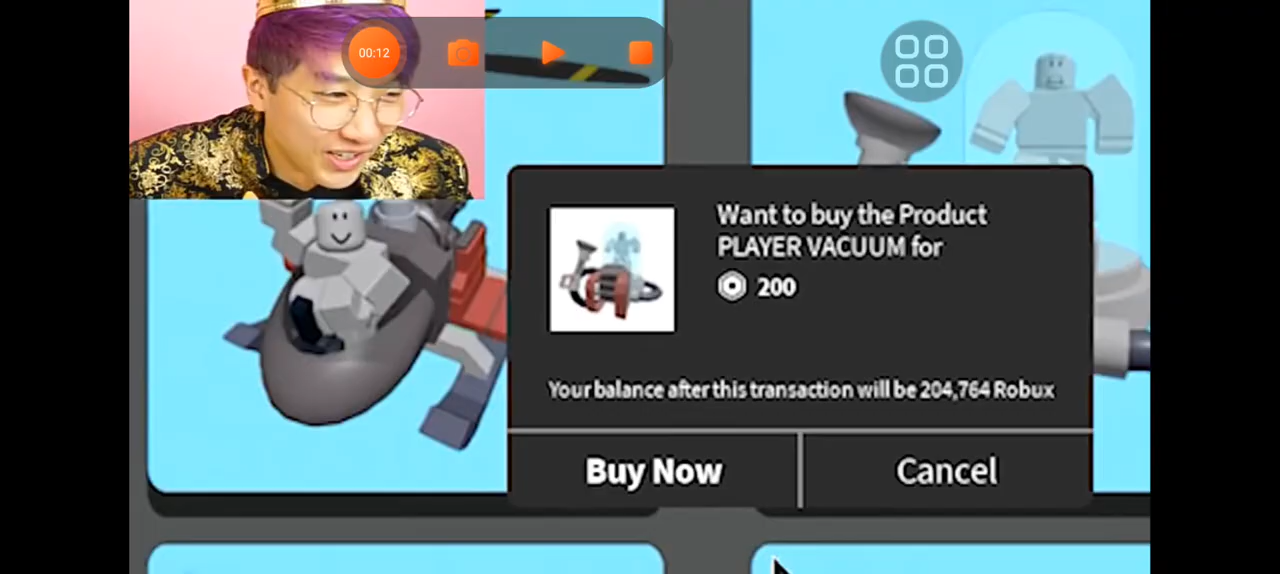 00:12
Want to buy the Product
PLAYER VACUUM for
200
Your balance after this transaction will be 204,764 Robux
Buy Now
Cancel